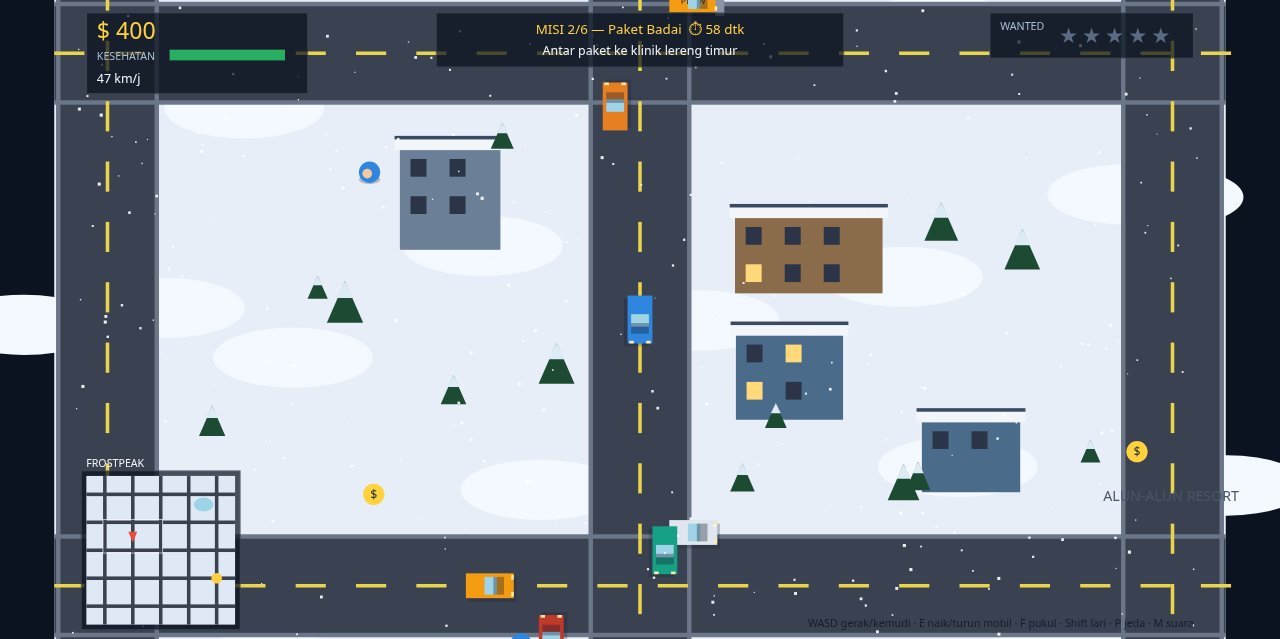 $ 400
KESEHATAN
47 km/j
MISI 2/6 — Paket Badai ⏱ 58 dtk
Antar paket ke klinik lereng timur
WANTED ★★★★★
$
$
FROSTPEAK
ALUN-ALUN RESORT
WASD gerak/kemudi · E naik/turun mobil · F pukul · Shift lari · P jeda · M suara